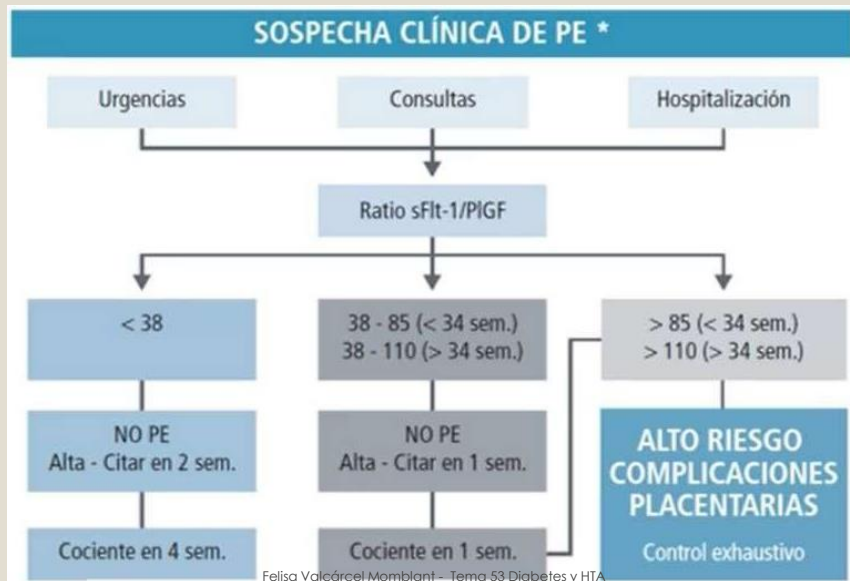 SOSPECHA CLÍNICA DE PE *
Urgencias
Consultas
Hospitalización
Ratio sFlt-1/PlGF
< 38
38 - 85 (< 34 sem.)
38 - 110 (> 34 sem.)
> 85 (< 34 sem.)
> 110 (> 34 sem.)
NO PE
Alta - Citar en 2 sem.
NO PE
Alta - Citar en 1 sem.
ALTO RIESGO
COMPLICACIONES
PLACENTARIAS
Control exhaustivo
Cociente en 4 sem.
Cociente en 1 sem.
Felisa Valcárcel Momblant - Tema 53 Diabetes y HTA